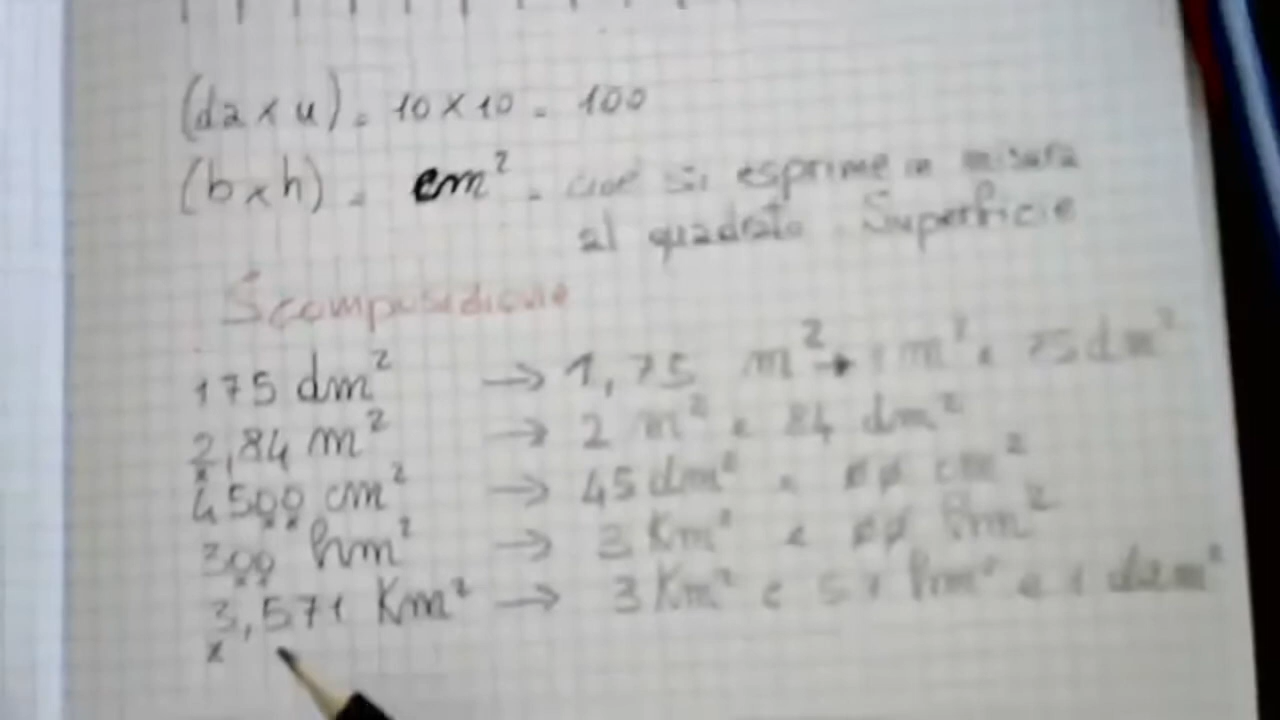 (da x u) = 10 x 10 = 100
(b x h) = cm² = cioè si esprime in misura
al quadrato Superficie
Scomposizione
175 dm² → 1,75 m² → 1 m² e 75 dm²
2,84 m² → 2 m² e 84 dm²
4500 cm² → 45 dm² e 00 cm²
300 hm² → 3 Km² e 00 hm²
3,571 Km² → 3 Km² e 57 hm² e 1 dam²
x